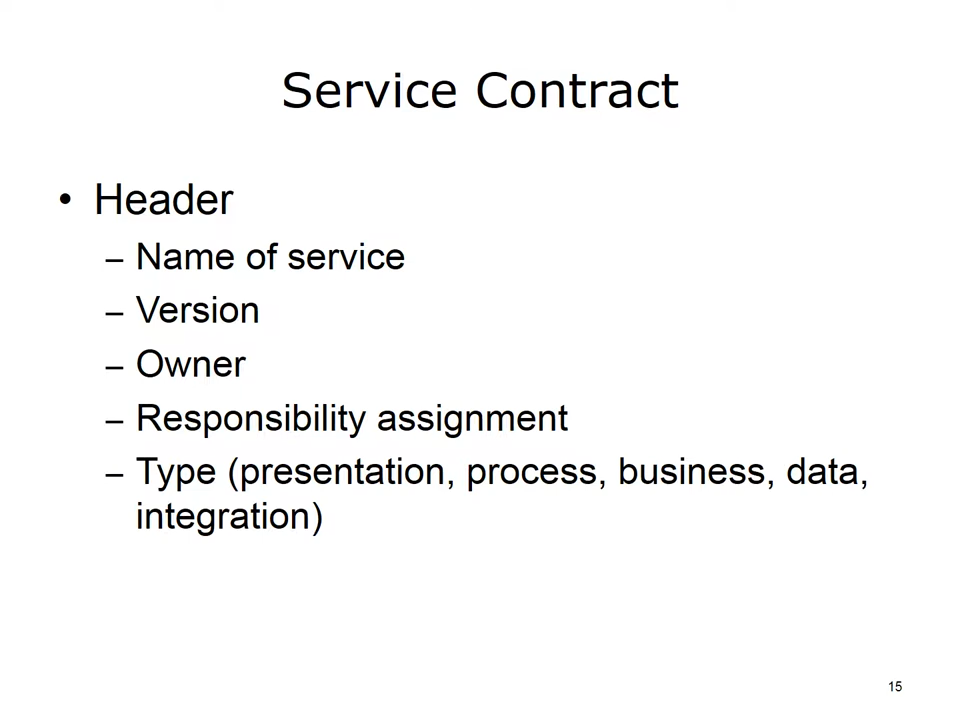 Service Contract
• Header
– Name of service
– Version
– Owner
– Responsibility assignment
– Type (presentation, process, business, data,
integration)
15